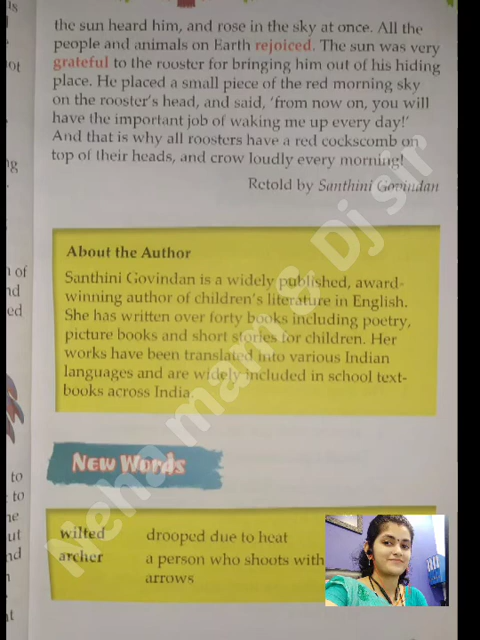 the sun heard him, and rose in the sky at once. All the
people and animals on Earth rejoiced. The sun was very
grateful to the rooster for bringing him out of his hiding
place. He placed a small piece of the red morning sky
on the rooster's head, and said, 'from now on, you will
have the important job of waking me up every day!'
And that is why all roosters have a red cockscomb on
top of their heads, and crow loudly every morning!
Retold by Santhini Govindan
About the Author
Santhini Govindan is a widely published, award-
winning author of children's literature in English.
She has written over forty books including poetry,
picture books and short stories for children. Her
works have been translated into various Indian
languages and are widely included in school text-
books across India.
New Words
wilted drooped due to heat
archer a person who shoots with
arrows
Neha mam & Dj sir